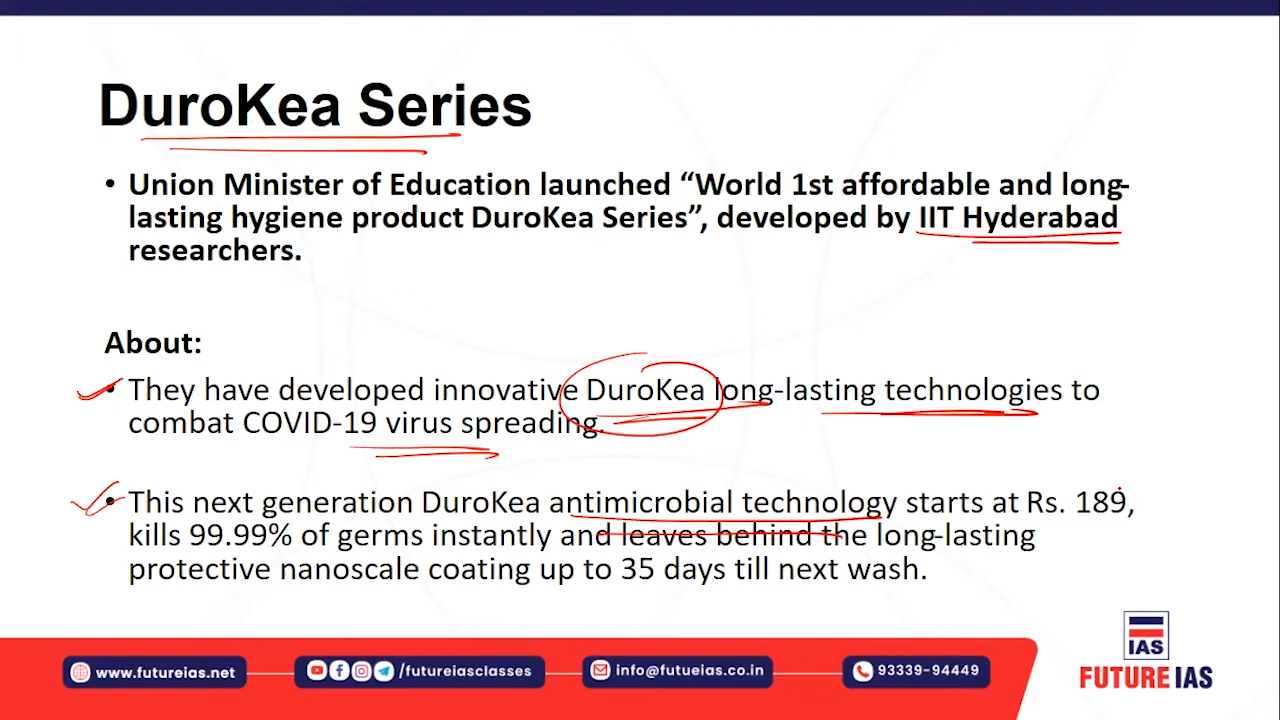 DuroKea Series
• Union Minister of Education launched “World 1st affordable and long-
lasting hygiene product DuroKea Series”, developed by IIT Hyderabad
researchers.
About:
• They have developed innovative DuroKea long-lasting technologies to
combat COVID-19 virus spreading.
• This next generation DuroKea antimicrobial technology starts at Rs. 189,
kills 99.99% of germs instantly and leaves behind the long-lasting
protective nanoscale coating up to 35 days till next wash.
www.futureias.net
/futureiasclasses
info@futueias.co.in
93339-94449
IAS
FUTURE IAS